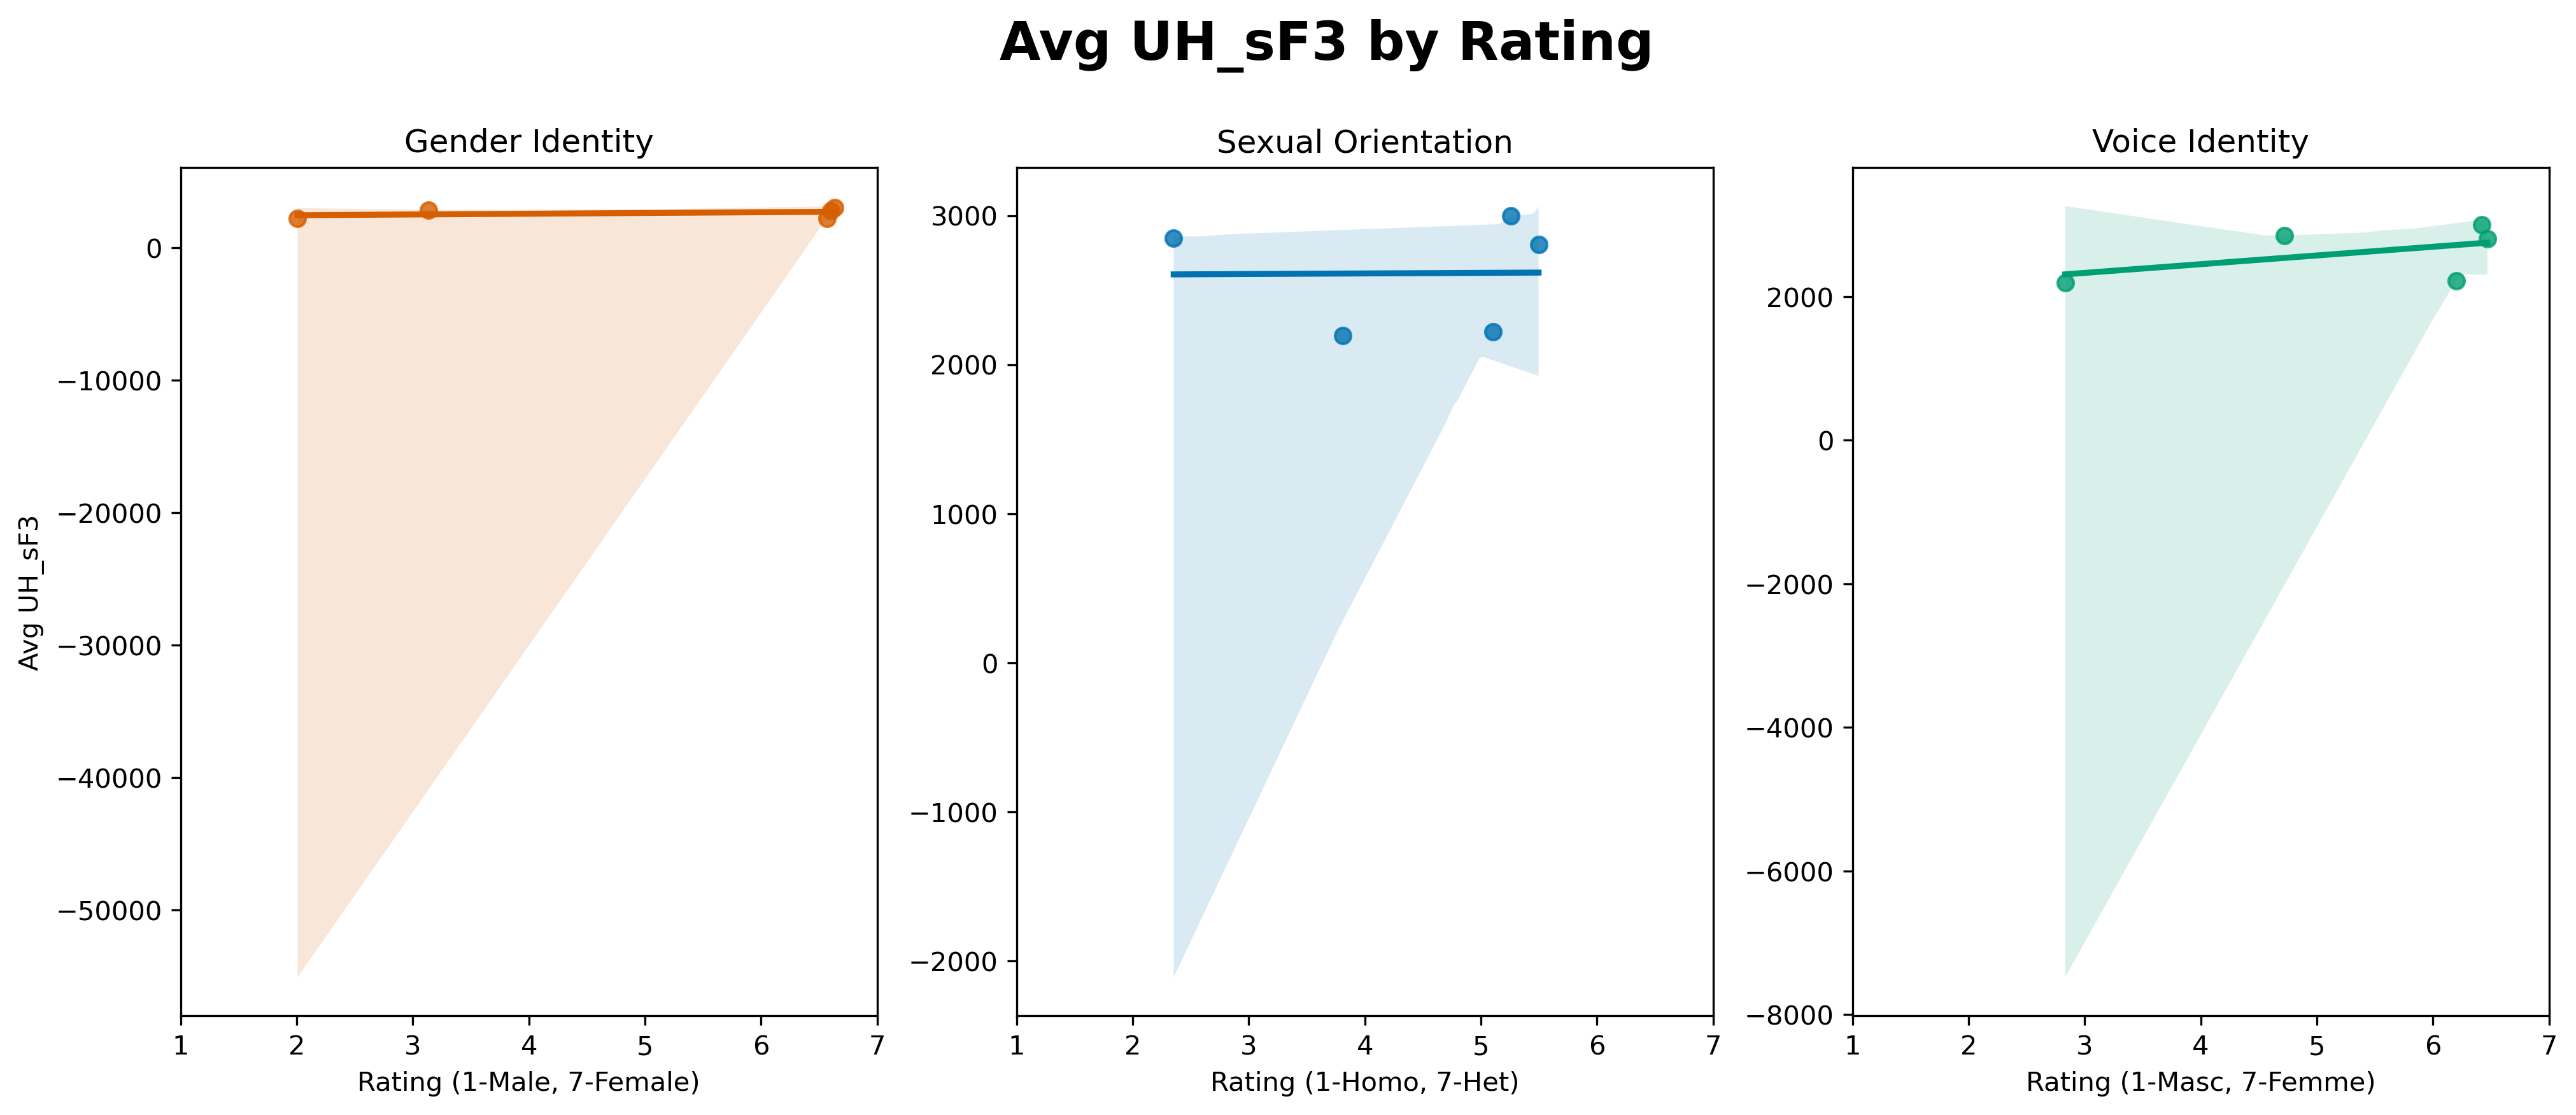 Avg UH_sF3 by Rating
Gender Identity
Sexual Orientation
Voice Identity
Avg UH_sF3
0
−10000
−20000
−30000
−40000
−50000
1 2 3 4 5 6 7
Rating (1-Male, 7-Female)
3000
2000
1000
0
−1000
−2000
1 2 3 4 5 6 7
Rating (1-Homo, 7-Het)
2000
0
−2000
−4000
−6000
−8000
1 2 3 4 5 6 7
Rating (1-Masc, 7-Femme)